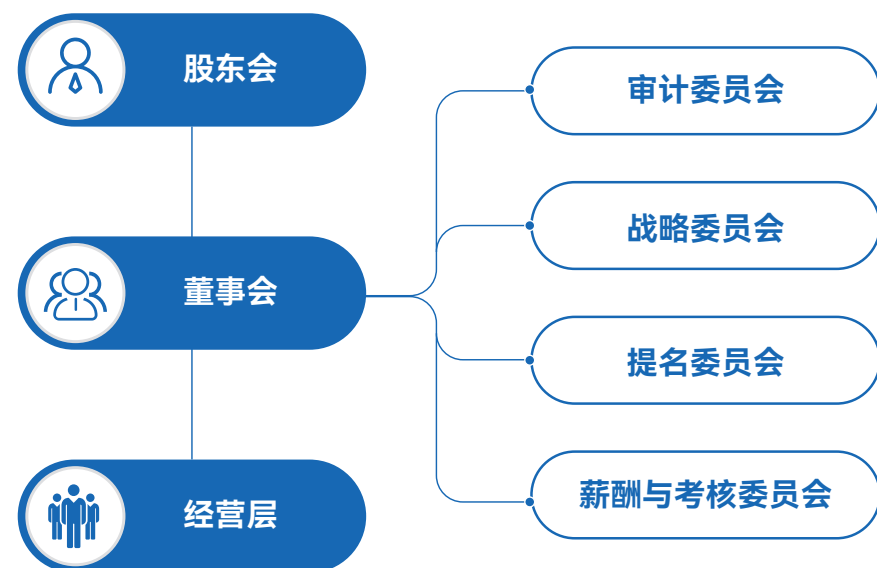 股东会
董事会
经营层
审计委员会
战略委员会
提名委员会
薪酬与考核委员会